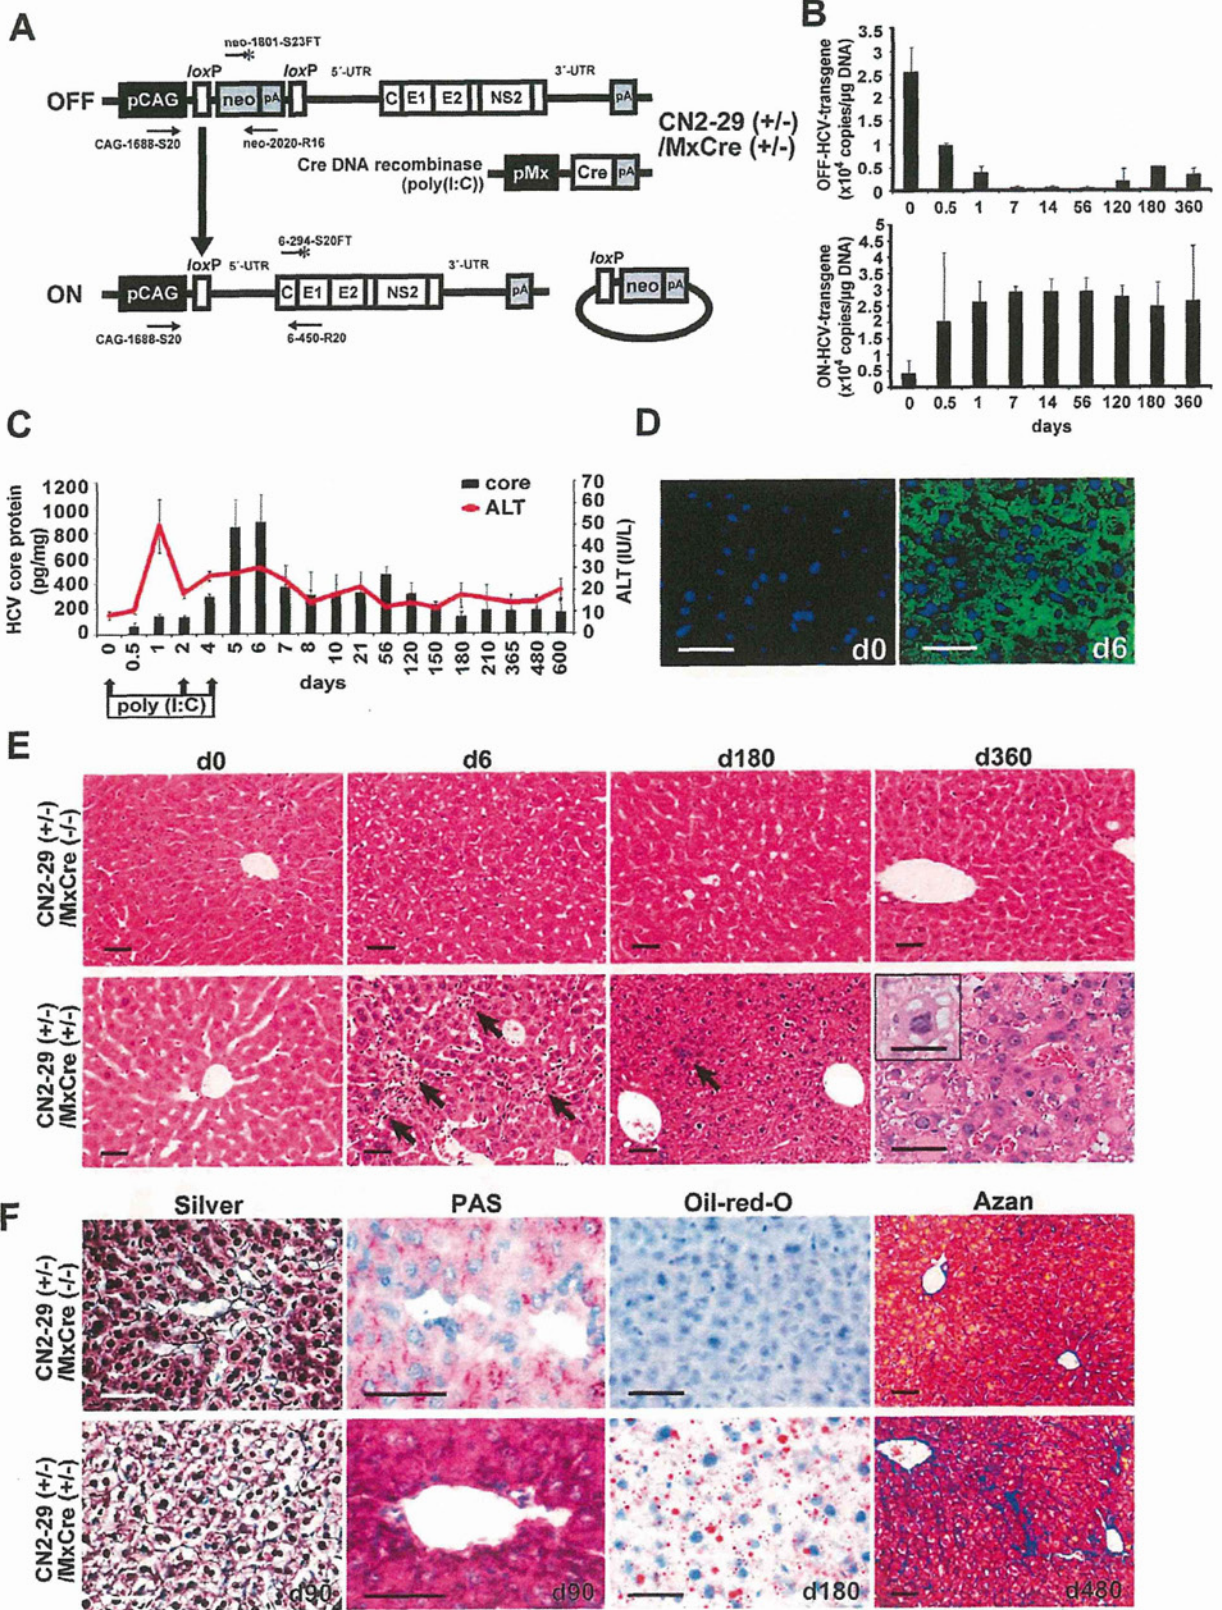 A
neo-1801-S23FT
loxP loxP 5´-UTR 3´-UTR
OFF pCAG neo pA C E1 E2 NS2 pA
CAG-1688-S20 neo-2020-R16
CN2-29 (+/-)
/MxCre (+/-)
Cre DNA recombinase
(poly(I:C))
pMx Cre pA
6-294-S20FT
loxP 5´-UTR 3´-UTR
ON pCAG C E1 E2 NS2 pA
CAG-1688-S20 6-450-R20
loxP
neo pA
B
OFF-HCV-transgene
(x10⁴ copies/µg DNA)
3.5
3
2.5
2
1.5
1
0.5
0
0 0.5 1 7 14 56 120 180 360
ON-HCV-transgene
(x10⁴ copies/µg DNA)
5
4.5
4
3.5
3
2.5
2
1.5
1
0.5
0
0 0.5 1 7 14 56 120 180 360
days
C
HCV core protein
(pg/mg)
1200
1000
800
600
400
200
0
core
ALT
70
60
50
40
30
20
10
0
ALT (IU/L)
0 0.5 1 2 4 5 6 7 8 10 21 56 120 150 180 210 365 480 600
days
poly (I:C)
D
d0
d6
E
d0 d6 d180 d360
CN2-29 (+/-)
/MxCre (-/-)
CN2-29 (+/-)
/MxCre (+/-)
F
Silver PAS Oil-red-O Azan
CN2-29 (+/-)
/MxCre (-/-)
CN2-29 (+/-)
/MxCre (+/-)
d90 d90 d180 d480